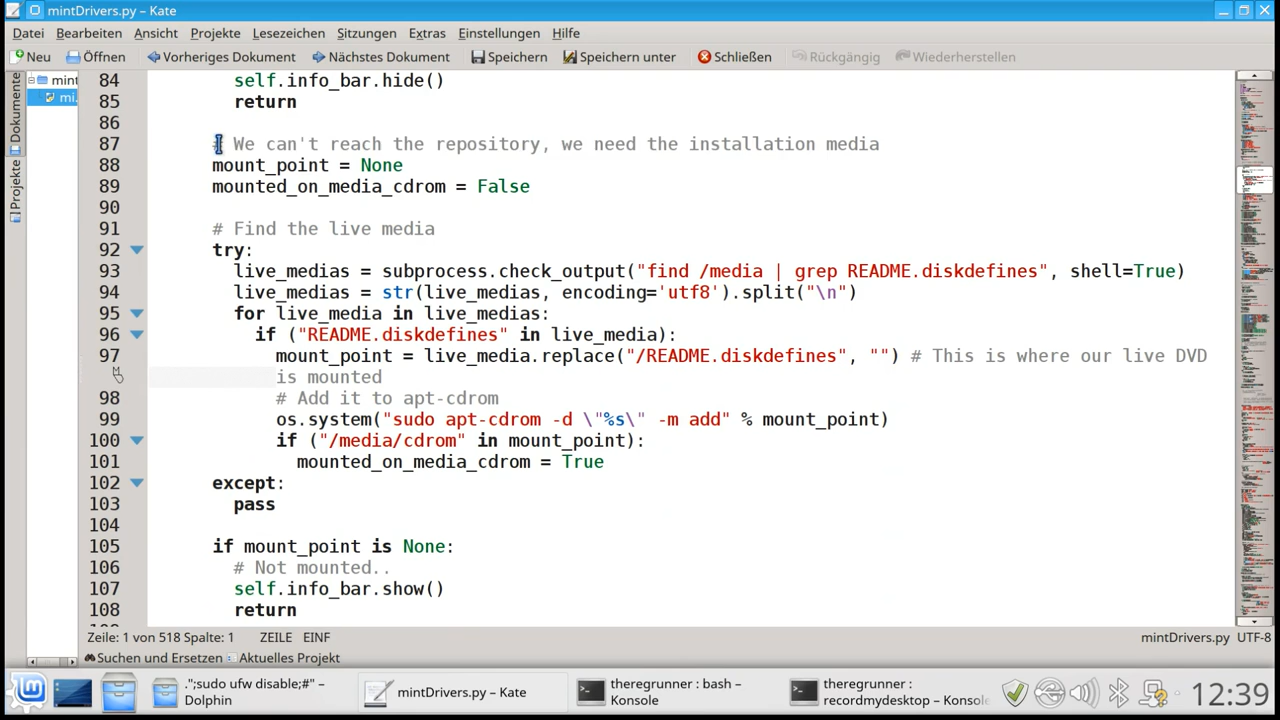 mintDrivers.py - Kate
Datei Bearbeiten Ansicht Projekte Lesezeichen Sitzungen Extras Einstellungen Hilfe
Neu Öffnen Vorheriges Dokument Nächstes Dokument Speichern Speichern unter Schließen Rückgängig Wiederherstellen
Dokumente
Projekte
mint
mi.
84 self.info_bar.hide()
85 return
86
87 # We can't reach the repository, we need the installation media
88 mount_point = None
89 mounted_on_media_cdrom = False
90
91 # Find the live media
92 try:
93 live_medias = subprocess.check_output("find /media | grep README.diskdefines", shell=True)
94 live_medias = str(live_medias, encoding='utf8').split("\n")
95 for live_media in live_medias:
96 if ("README.diskdefines" in live_media):
97 mount_point = live_media.replace("/README.diskdefines", "") # This is where our live DVD
is mounted
98 # Add it to apt-cdrom
99 os.system("sudo apt-cdrom -d \"%s\" -m add" % mount_point)
100 if ("/media/cdrom" in mount_point):
101 mounted_on_media_cdrom = True
102 except:
103 pass
104
105 if mount_point is None:
106 # Not mounted..
107 self.info_bar.show()
108 return
Zeile: 1 von 518 Spalte: 1 ZEILE EINF mintDrivers.py UTF-8
Suchen und Ersetzen Aktuelles Projekt
.";sudo ufw disable;#" –
Dolphin
mintDrivers.py – Kate
theregrunner : bash –
Konsole
theregrunner :
recordmydesktop – Konsole
12:39